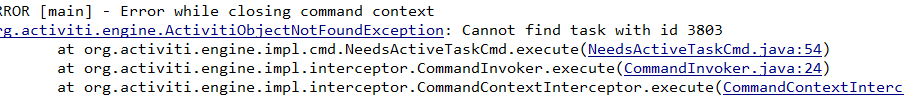 RROR [main] - Error while closing command context
rg.activiti.engine.ActivitiObjectNotFoundException: Cannot find task with id 3803
at org.activiti.engine.impl.cmd.NeedsActiveTaskCmd.execute(NeedsActiveTaskCmd.java:54)
at org.activiti.engine.impl.interceptor.CommandInvoker.execute(CommandInvoker.java:24)
at org.activiti.engine.impl.interceptor.CommandContextInterceptor.execute(CommandContextInterc